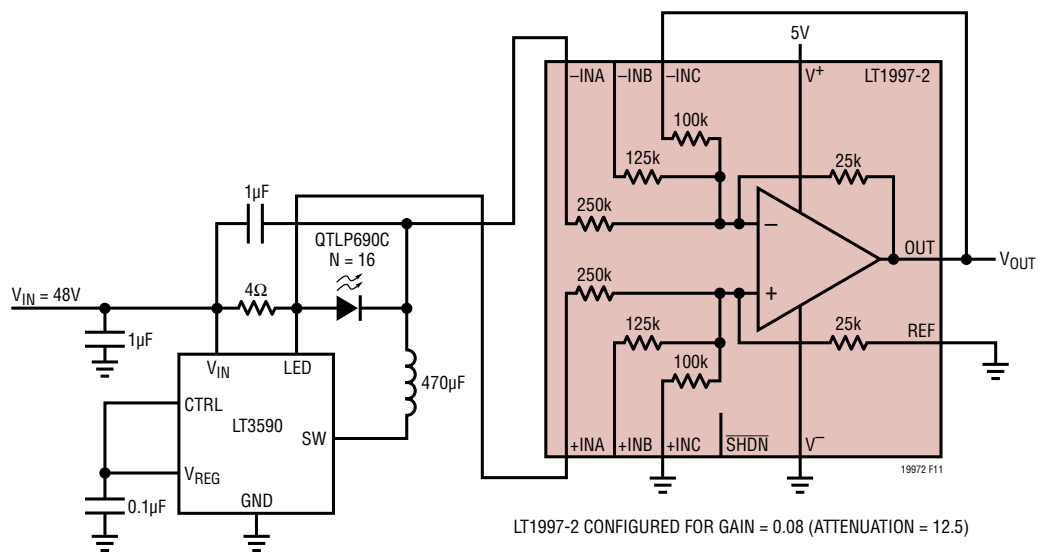 5V
–INA
–INB
–INC
V+
LT1997-2
100k
125k
25k
1µF
250k
QTLP690C
N = 16
–
OUT
VOUT
VIN = 48V
4Ω
250k
+
1µF
125k
25k
REF
VIN
LED
100k
470µF
CTRL
LT3590
SW
+INA
+INB
+INC
SHDN
V–
19972 F11
VREG
0.1µF
GND
LT1997-2 CONFIGURED FOR GAIN = 0.08 (ATTENUATION = 12.5)